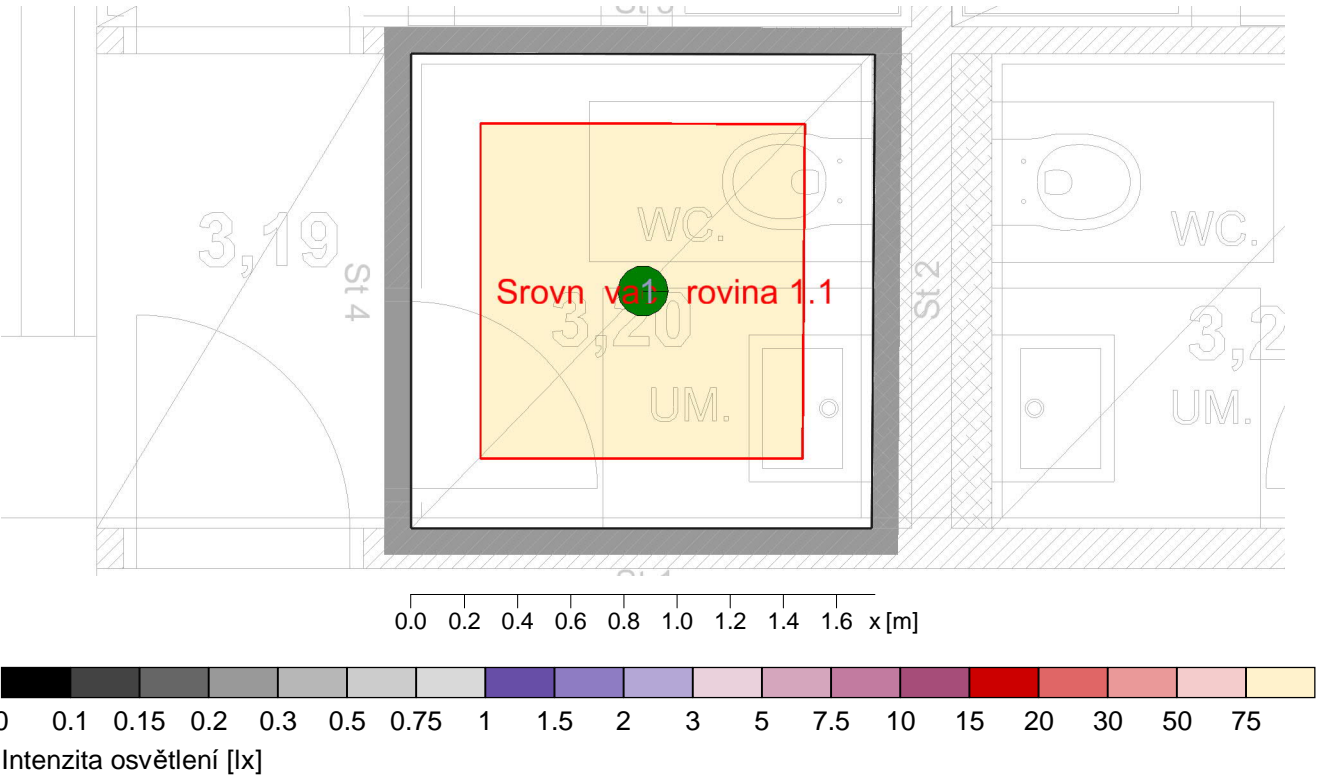 3,19
St 4
WC.
St 2
WC.
Srovn vac rovina 1.1
1
3,20
3,2
UM.
UM.
0.0 0.2 0.4 0.6 0.8 1.0 1.2 1.4 1.6 x [m]
0 0.1 0.15 0.2 0.3 0.5 0.75 1 1.5 2 3 5 7.5 10 15 20 30 50 75
Intenzita osvětlení [lx]